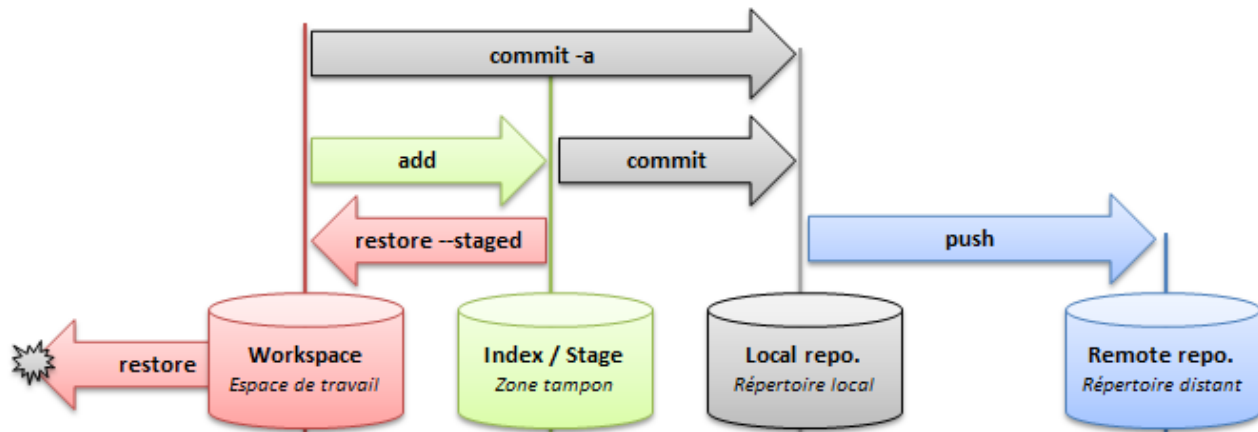 commit -a
add
commit
restore --staged
push
restore
Workspace
Espace de travail
Index / Stage
Zone tampon
Local repo.
Répertoire local
Remote repo.
Répertoire distant